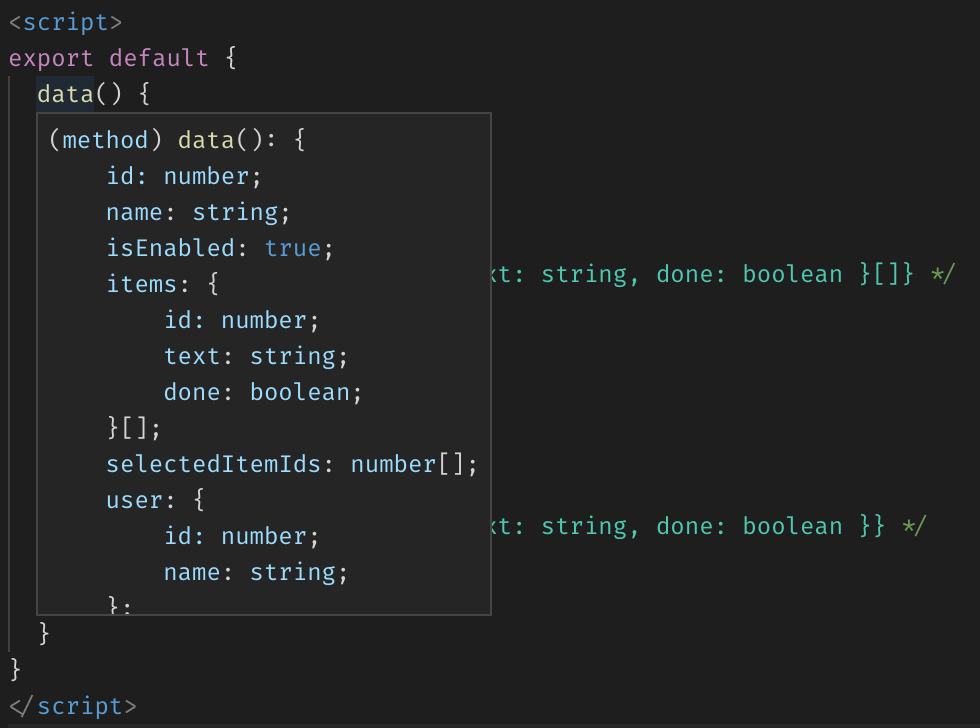 <script>
export default {
data() {
(method) data(): {
id: number;
name: string;
isEnabled: true;
items: {
xt: string, done: boolean }[]} */
id: number;
text: string;
done: boolean;
}[];
selectedItemIds: number[];
user: {
xt: string, done: boolean }} */
id: number;
name: string;
};
}
}
</script>